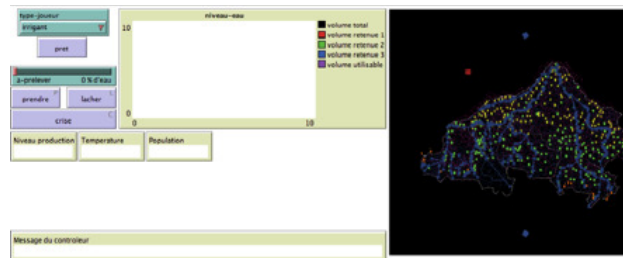 type-joueur
irrigant
pret
a-prelever 0 % d'eau
prendre
lacher
crise
niveau-eau
10
0
0
10
volume total
volume retenue 1
volume retenue 2
volume retenue 3
volume utilisable
Niveau production
Temperature
Population
Message du controleur